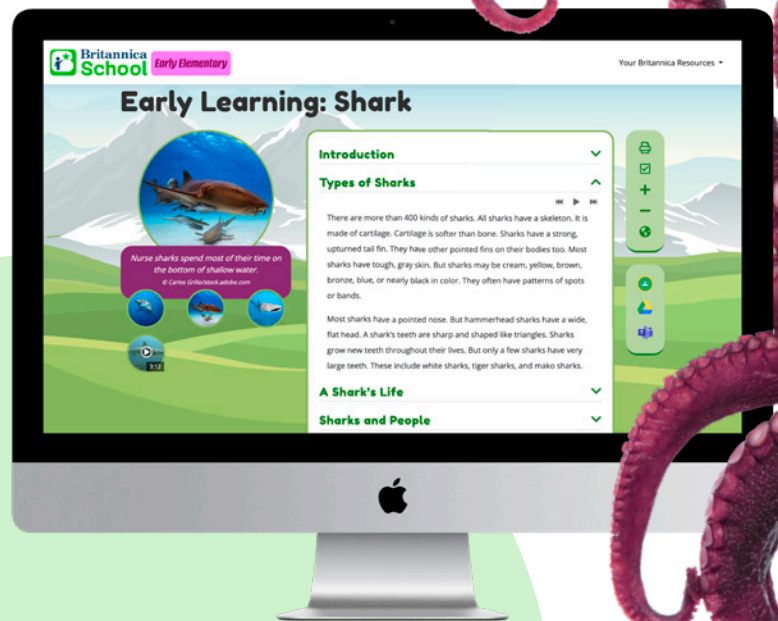 Britannica
School
Early Elementary
Your Britannica Resources
Early Learning: Shark
Introduction
Types of Sharks
There are more than 400 kinds of sharks. All sharks have a skeleton. It is
made of cartilage. Cartilage is softer than bone. Sharks have a strong,
upturned tail fin. They have other pointed fins on their bodies too. Most
sharks have tough, gray skin. But sharks may be cream, yellow, brown,
bronze, blue, or nearly black in color. They often have patterns of spots
or bands.
Most sharks have a pointed nose. But hammerhead sharks have a wide,
flat head. A shark's teeth are sharp and shaped like triangles. Sharks
grow new teeth throughout their lives. But only a few sharks have very
large teeth. These include white sharks, tiger sharks, and mako sharks.
A Shark's Life
Sharks and People
Nurse sharks spend most of their time on
the bottom of shallow water.
© Carlos Grillo/stock.adobe.com
3:12